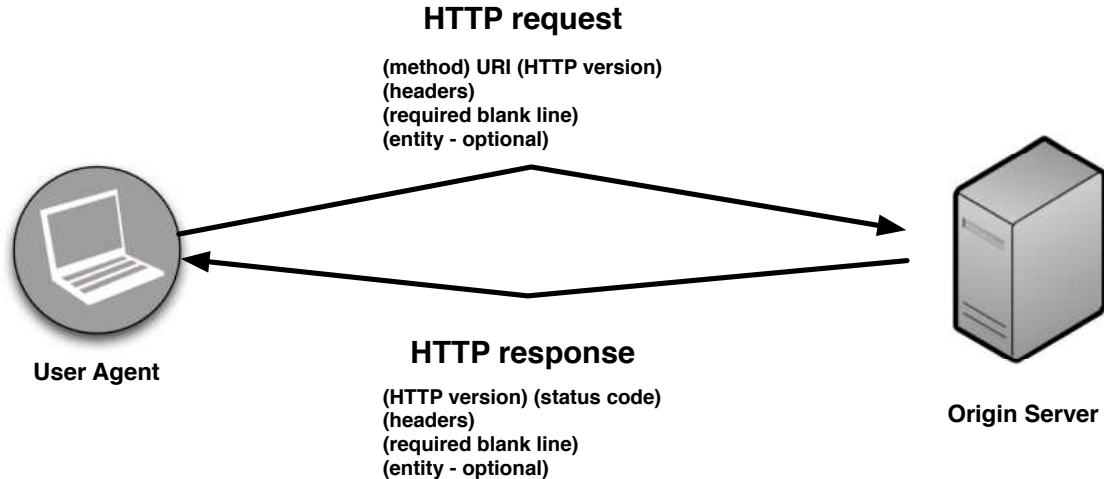 HTTP request
(method) URI (HTTP version)
(headers)
(required blank line)
(entity - optional)
User Agent
HTTP response
(HTTP version) (status code)
(headers)
(required blank line)
(entity - optional)
Origin Server